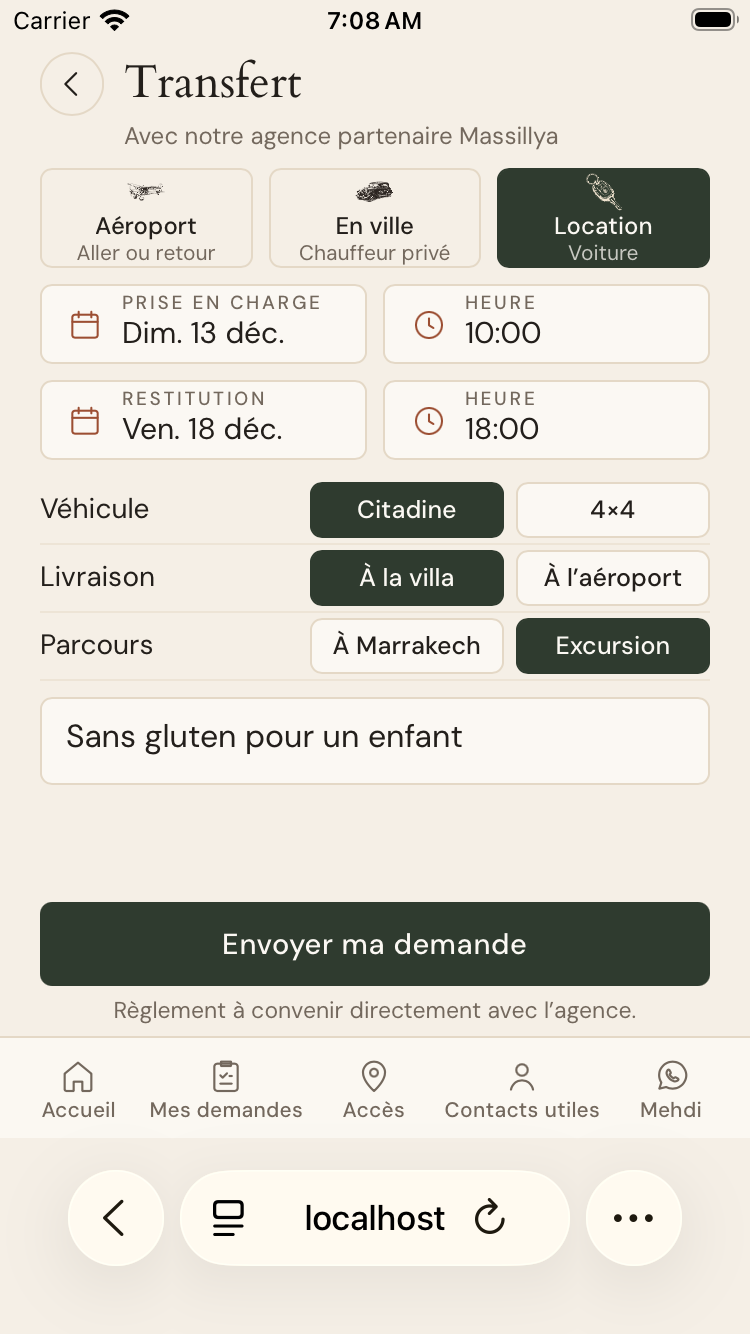 Carrier 7:08 AM
Transfert
Avec notre agence partenaire Massillya
Aéroport
Aller ou retour
En ville
Chauffeur privé
Location
Voiture
PRISE EN CHARGE
Dim. 13 déc.
HEURE
10:00
RESTITUTION
Ven. 18 déc.
HEURE
18:00
Véhicule Citadine 4×4
Livraison À la villa À l’aéroport
Parcours À Marrakech Excursion
Sans gluten pour un enfant
Envoyer ma demande
Règlement à convenir directement avec l’agence.
Accueil Mes demandes Accès Contacts utiles Mehdi
localhost